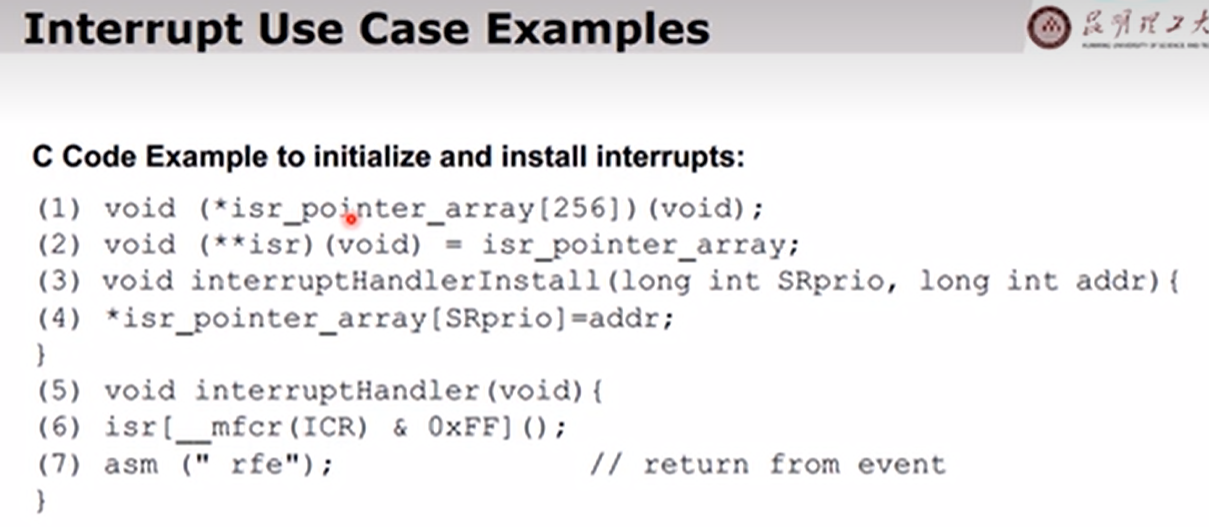 Interrupt Use Case Examples
昆明理工大
C Code Example to initialize and install interrupts:
(1) void (*isr_pointer_array[256])(void);
(2) void (**isr)(void) = isr_pointer_array;
(3) void interruptHandlerInstall(long int SRprio, long int addr){
(4) *isr_pointer_array[SRprio]=addr;
}
(5) void interruptHandler(void){
(6) isr[__mfcr(ICR) & 0xFF]();
(7) asm (" rfe"); // return from event
}